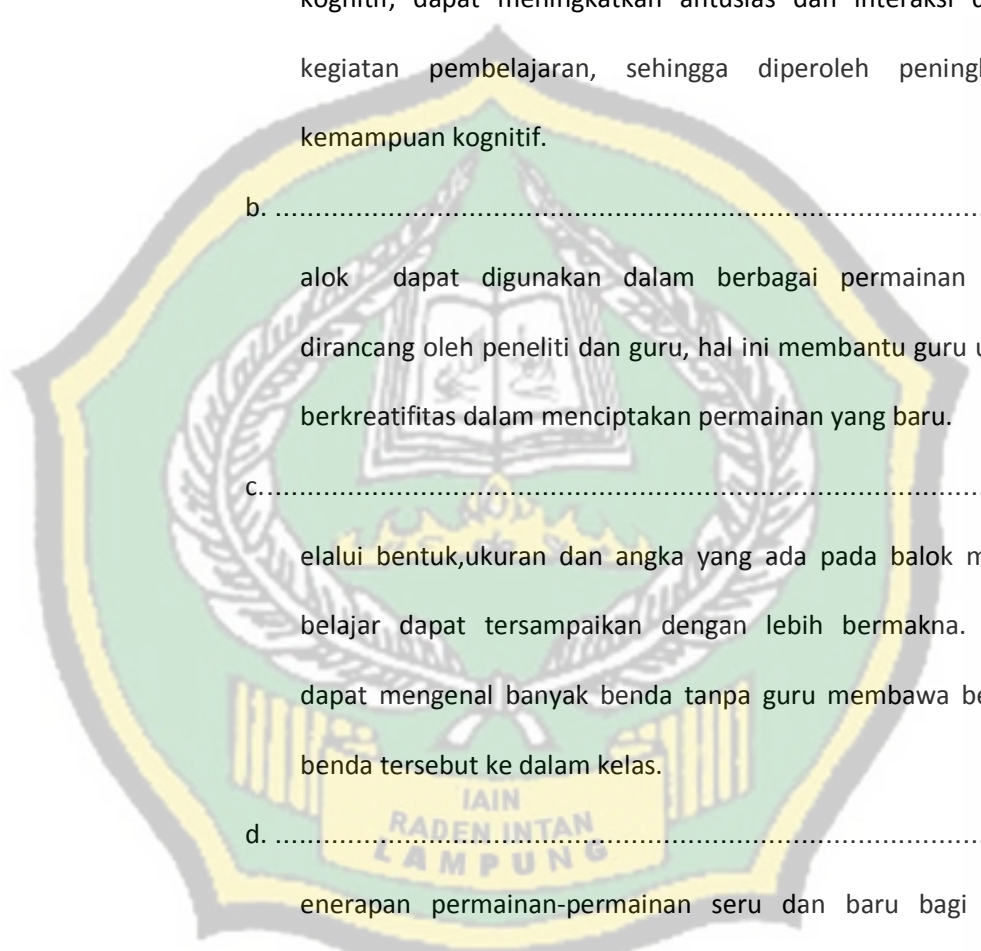 kognitif, dapat meningkatkan antusias dan interaksi d
kegiatan pembelajaran, sehingga diperoleh pening
kemampuan kognitif.
b. ....................................................................................
alok dapat digunakan dalam berbagai permainan
dirancang oleh peneliti dan guru, hal ini membantu guru u
berkreatifitas dalam menciptakan permainan yang baru.
c.....................................................................................
elalui bentuk,ukuran dan angka yang ada pada balok m
belajar dapat tersampaikan dengan lebih bermakna.
dapat mengenal banyak benda tanpa guru membawa be
benda tersebut ke dalam kelas.
IAIN
RADEN INTAN
LAMPUNG
d. ....................................................................................
enerapan permainan-permainan seru dan baru bagi